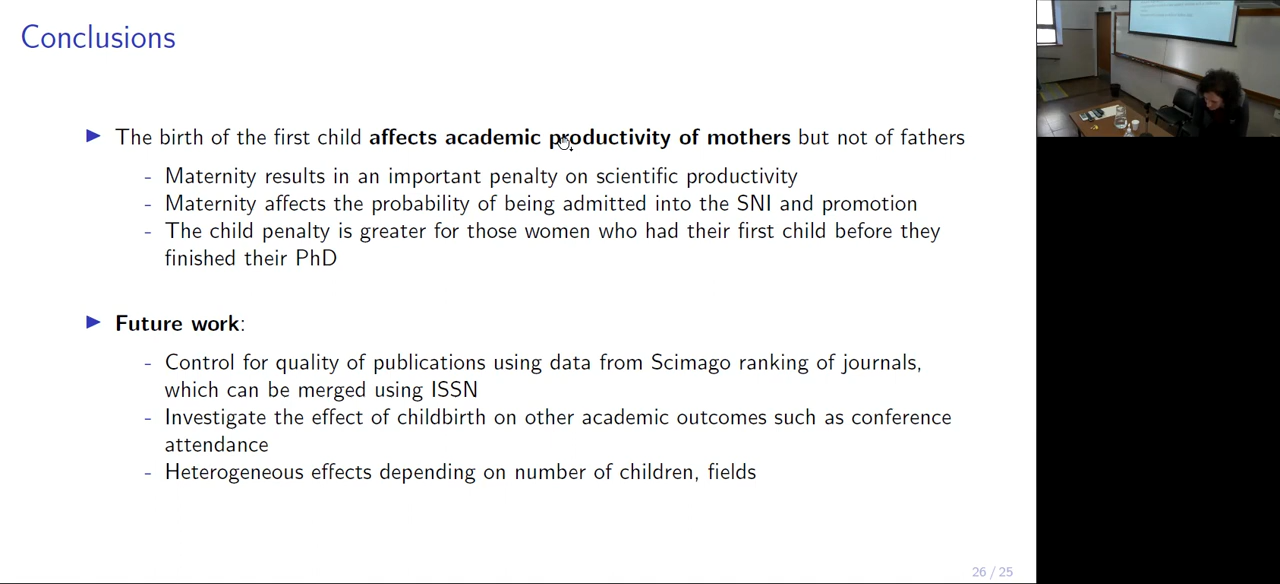 Conclusions
The birth of the first child affects academic productivity of mothers but not of fathers
- Maternity results in an important penalty on scientific productivity
- Maternity affects the probability of being admitted into the SNI and promotion
- The child penalty is greater for those women who had their first child before they
finished their PhD
Future work:
- Control for quality of publications using data from Scimago ranking of journals,
which can be merged using ISSN
- Investigate the effect of childbirth on other academic outcomes such as conference
attendance
- Heterogeneous effects depending on number of children, fields
26 / 25